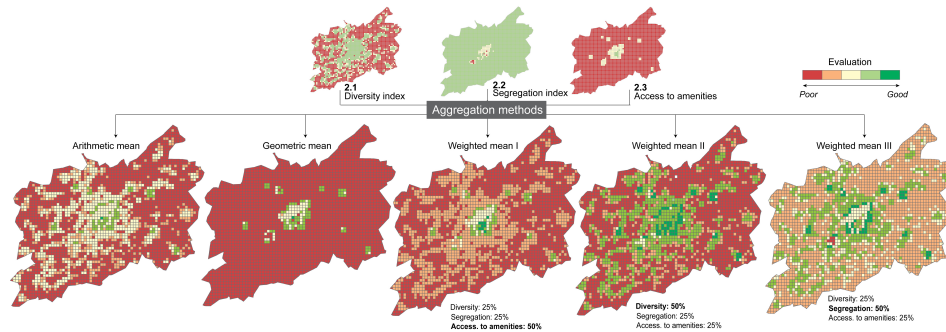 2.1
Diversity index
2.2
Segregation index
2.3
Access to amenities
Evaluation
Poor
Good
Aggregation methods
Arithmetic mean
Geometric mean
Weighted mean I
Weighted mean II
Weighted mean III
Diversity: 25%
Segregation: 25%
Access. to amenities: 50%
Diversity: 50%
Segregation: 25%
Access. to amenities: 25%
Diversity: 25%
Segregation: 50%
Access. to amenities: 25%